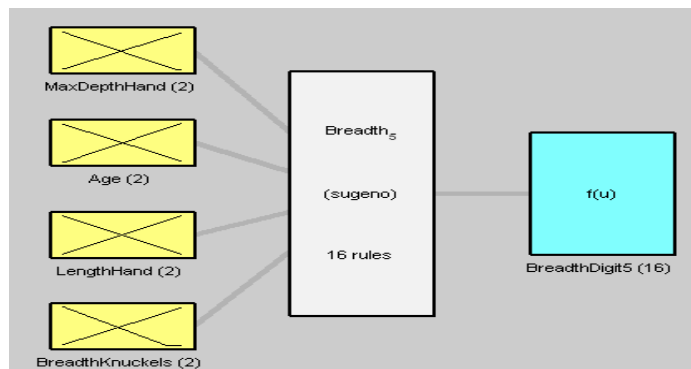 MaxDepthHand (2)
Age (2)
LengthHand (2)
BreadthKnuckels (2)
Breadth₅
(sugeno)
16 rules
f(u)
BreadthDigit5 (16)